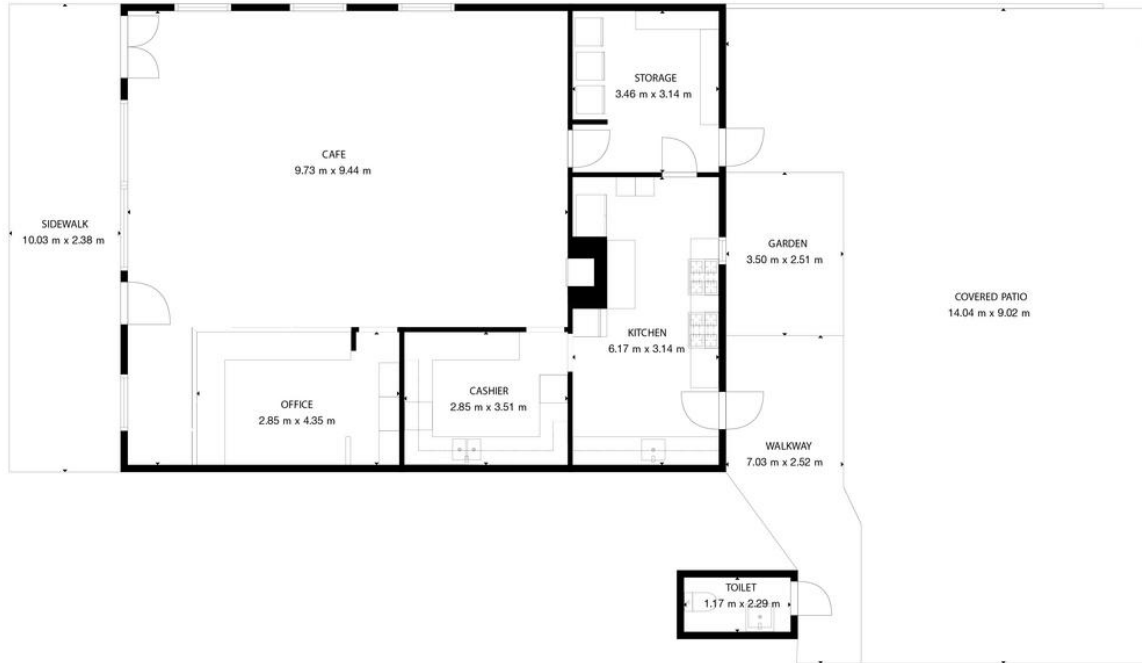 STORAGE
3.46 m x 3.14 m
CAFE
9.73 m x 9.44 m
SIDEWALK
10.03 m x 2.38 m
GARDEN
3.50 m x 2.51 m
COVERED PATIO
14.04 m x 9.02 m
KITCHEN
6.17 m x 3.14 m
OFFICE
2.85 m x 4.35 m
CASHIER
2.85 m x 3.51 m
WALKWAY
7.03 m x 2.52 m
TOILET
1.17 m x 2.29 m